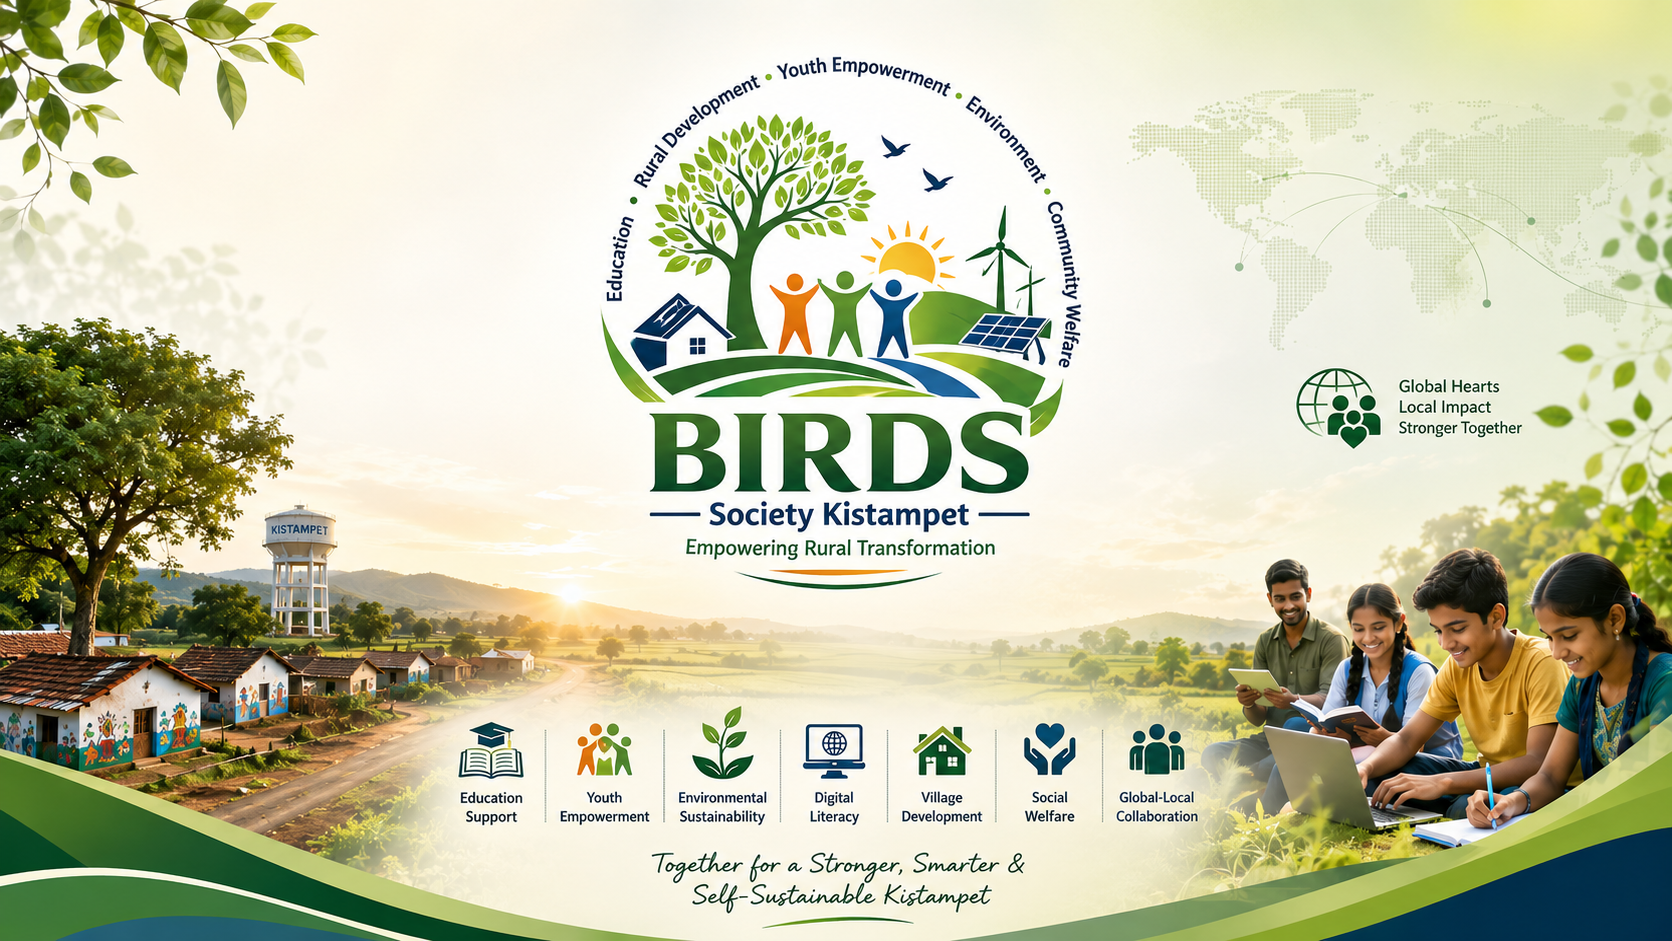 Education • Rural Development • Youth Empowerment • Environment • Community Welfare
BIRDS
Society Kistampet
Empowering Rural Transformation
Global Hearts
Local Impact
Stronger Together
KISTAMPET
Education
Support
Youth
Empowerment
Environmental
Sustainability
Digital
Literacy
Village
Development
Social
Welfare
Global-Local
Collaboration
Together for a Stronger, Smarter &
Self-Sustainable Kistampet